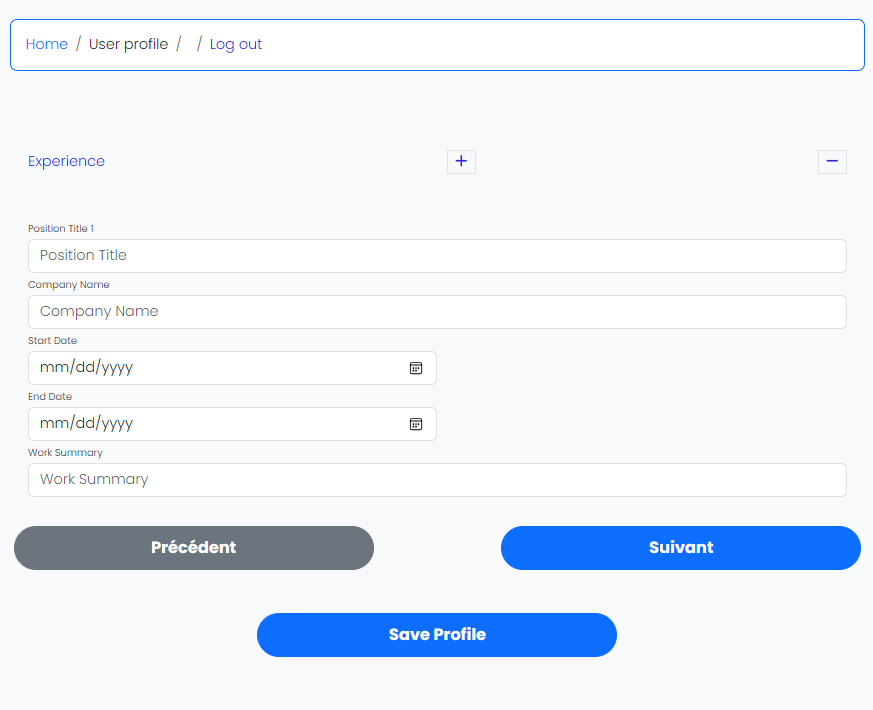 Home / User profile / / Log out
Experience + −
Position Title 1
Position Title
Company Name
Company Name
Start Date
mm/dd/yyyy
End Date
mm/dd/yyyy
Work Summary
Work Summary
Précédent Suivant
Save Profile